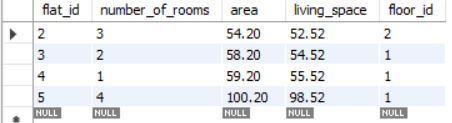 flat_id number_of_rooms area living_space floor_id
2 3 54.20 52.52 2
3 2 58.20 54.52 1
4 1 59.20 55.52 1
5 4 100.20 98.52 1
NULL NULL NULL NULL NULL